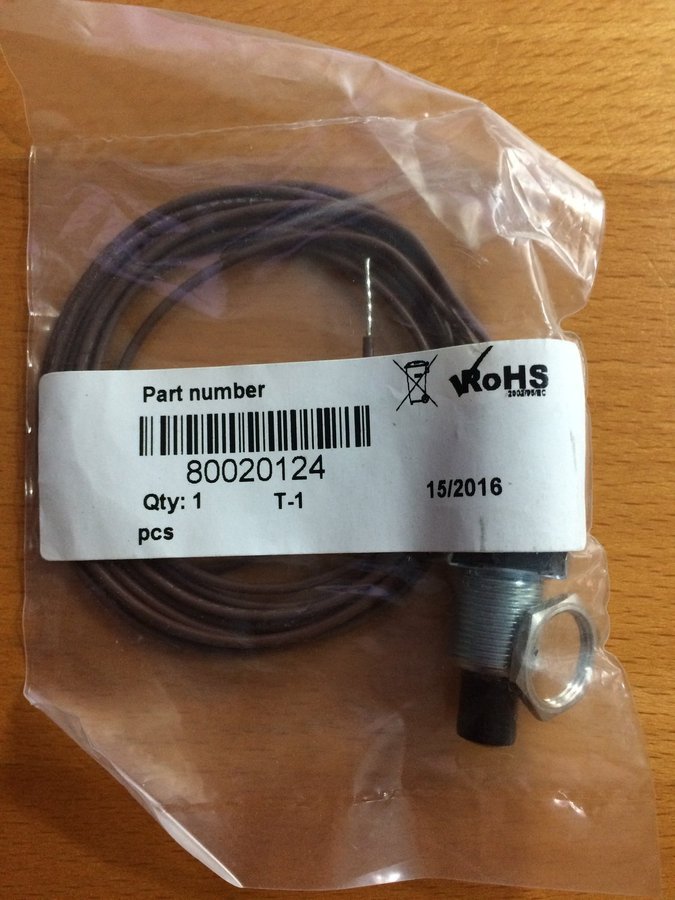 Part number
RoHS
2002/95/EC
80020124
Qty: 1 T-1
15/2016
pcs